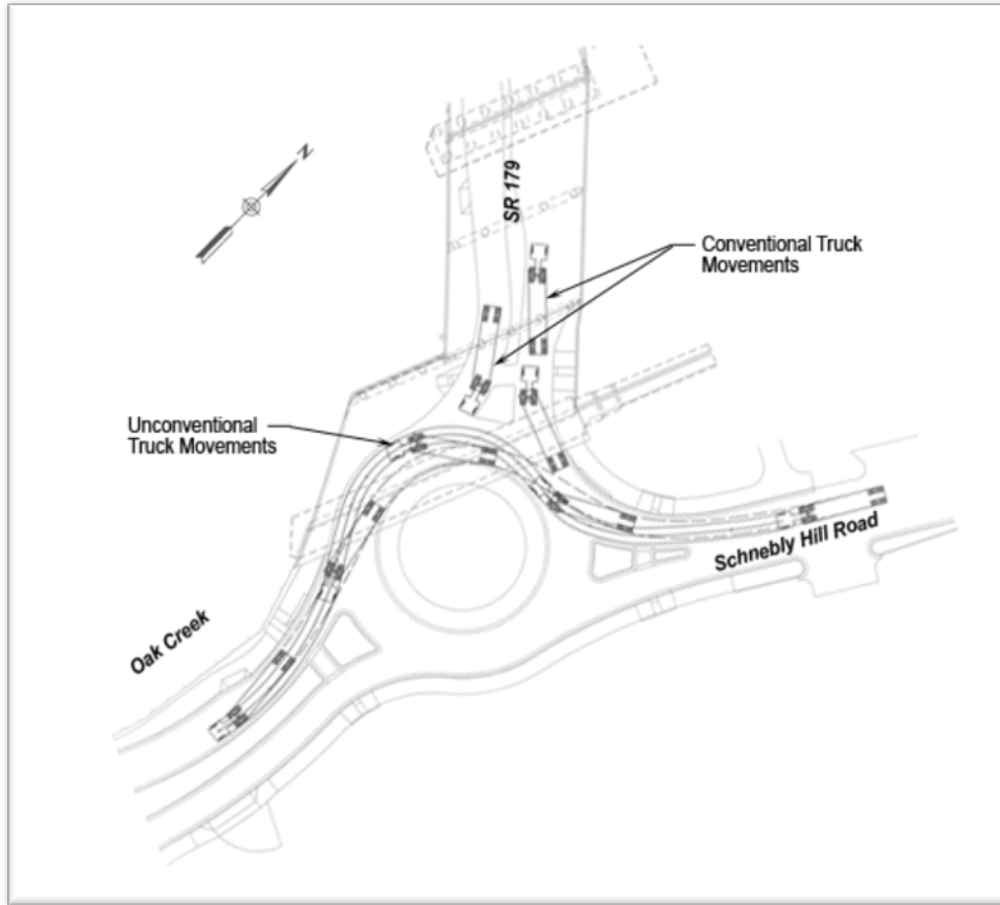 N
SR 179
Conventional Truck
Movements
Unconventional
Truck Movements
Schnebly Hill Road
Oak Creek